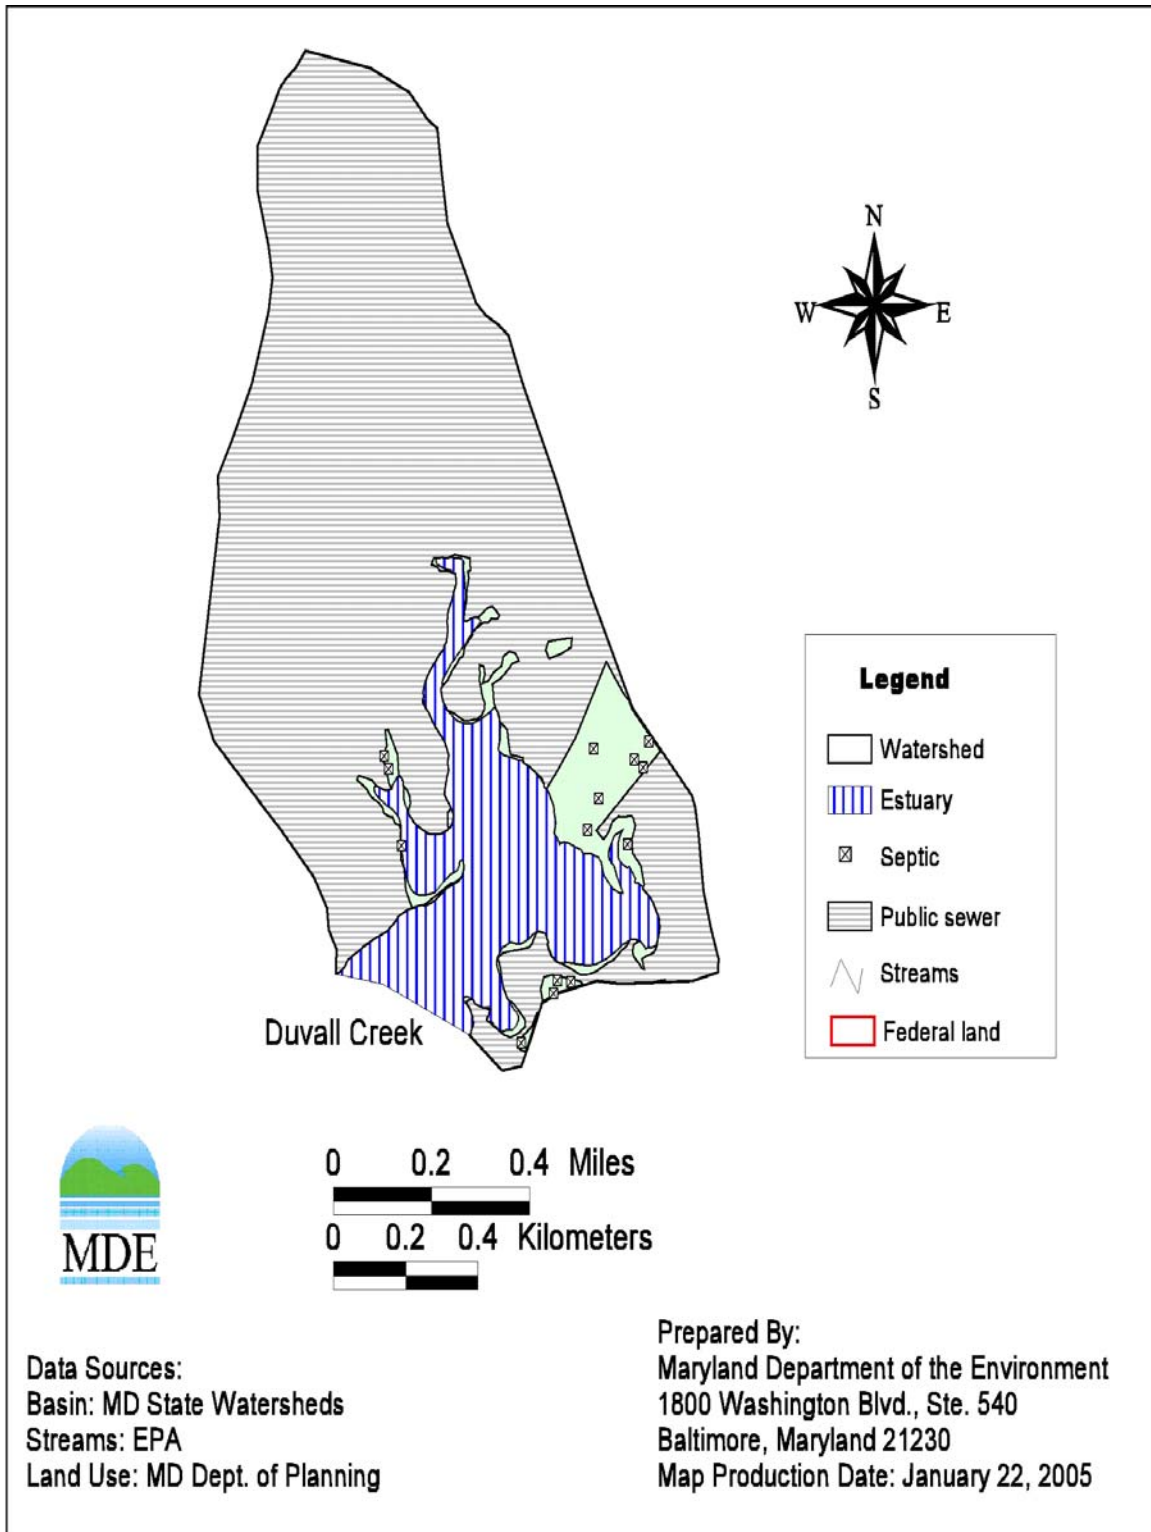 N
W E
S
Legend
Watershed
Estuary
Septic
Public sewer
Streams
Federal land
Duvall Creek
0 0.2 0.4 Miles
0 0.2 0.4 Kilometers
MDE
Data Sources:
Basin: MD State Watersheds
Streams: EPA
Land Use: MD Dept. of Planning
Prepared By:
Maryland Department of the Environment
1800 Washington Blvd., Ste. 540
Baltimore, Maryland 21230
Map Production Date: January 22, 2005